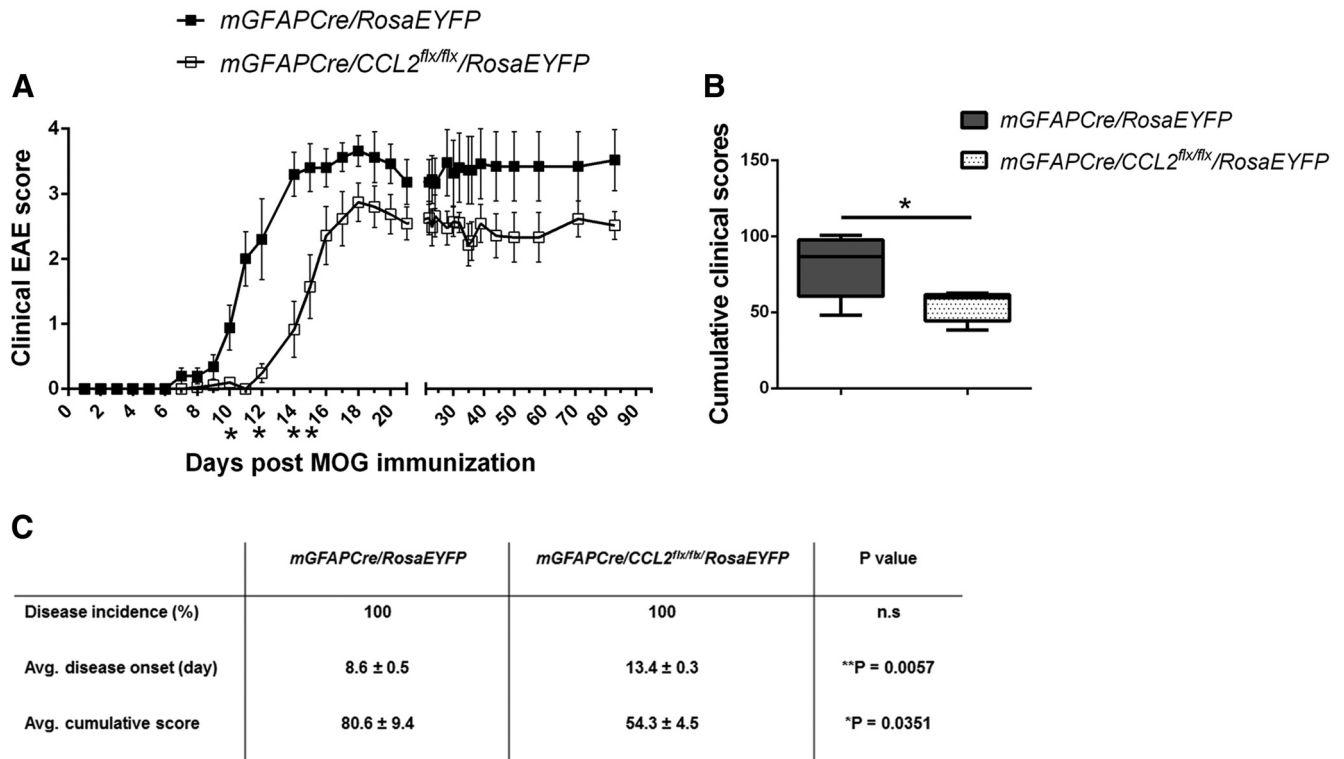 mGFAPCre/RosaEYFP
mGFAPCre/CCL2flx/flx/RosaEYFP
A
Clinical EAE score
4
3
2
1
0
0 2 4 6 8 10 12 14 16 18 20 30 40 50 60 70 80 90
* * * *
Days post MOG immunization
B
mGFAPCre/RosaEYFP
mGFAPCre/CCL2flx/flx/RosaEYFP
Cumulative clinical scores
150
100
50
0
*
C
mGFAPCre/RosaEYFP mGFAPCre/CCL2flx/flx/RosaEYFP P value
Disease incidence (%) 100 100 n.s
Avg. disease onset (day) 8.6 ± 0.5 13.4 ± 0.3 **P = 0.0057
Avg. cumulative score 80.6 ± 9.4 54.3 ± 4.5 *P = 0.0351